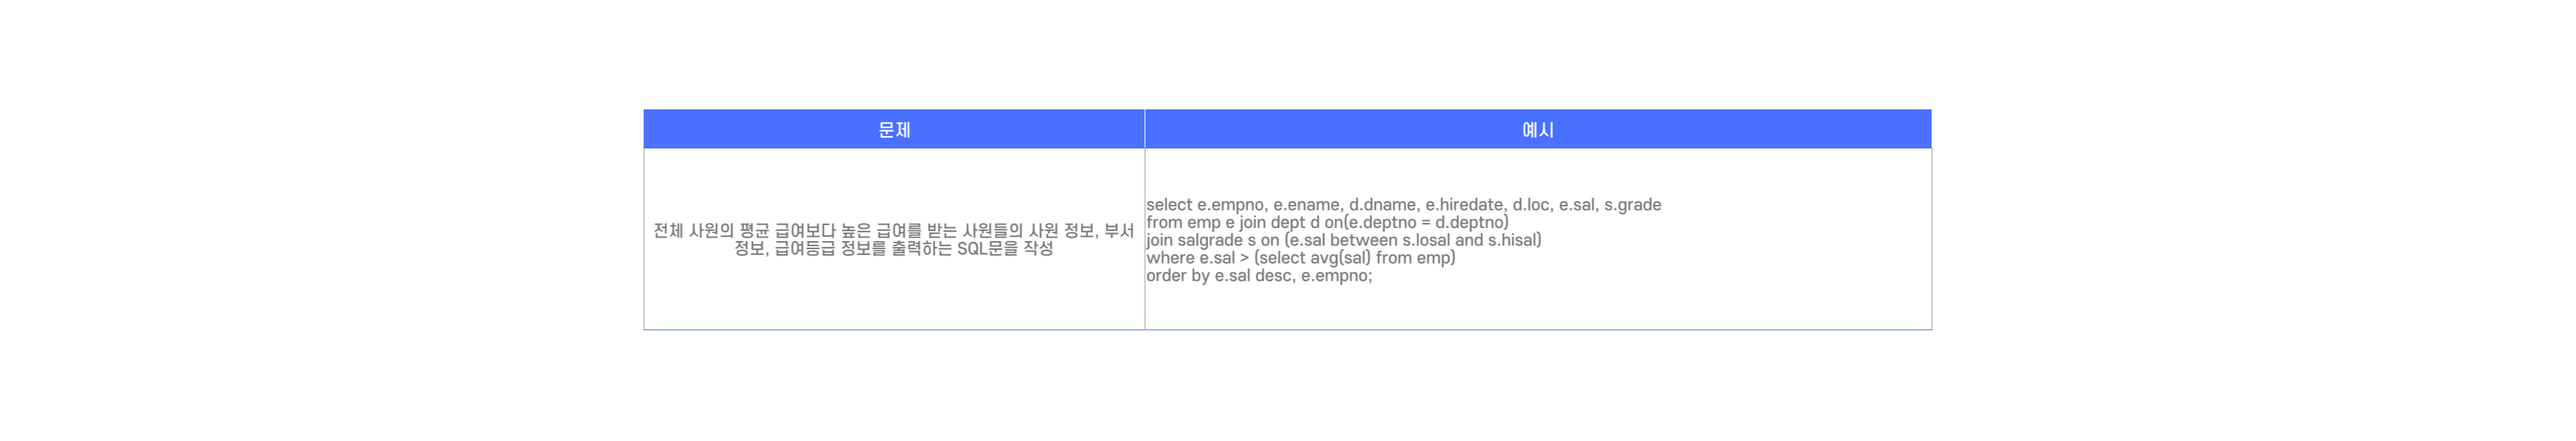 문제
예시
전체 사원의 평균 급여보다 높은 급여를 받는 사원들의 사원 정보, 부서
정보, 급여등급 정보를 출력하는 SQL문을 작성
select e.empno, e.ename, d.dname, e.hiredate, d.loc, e.sal, s.grade
from emp e join dept d on(e.deptno = d.deptno)
join salgrade s on (e.sal between s.losal and s.hisal)
where e.sal > (select avg(sal) from emp)
order by e.sal desc, e.empno;